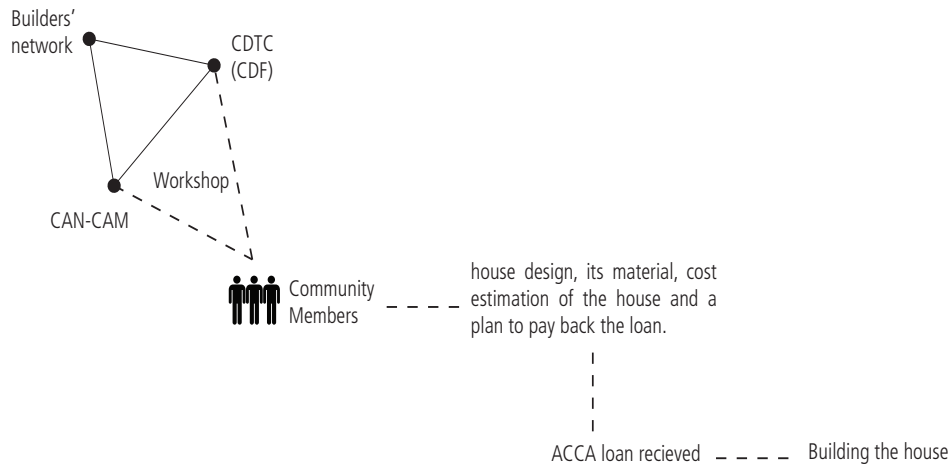 Builders'
network
CDTC
(CDF)
Workshop
CAN-CAM
Community
Members
house design, its material, cost
estimation of the house and a
plan to pay back the loan.
ACCA loan recieved
Building the house